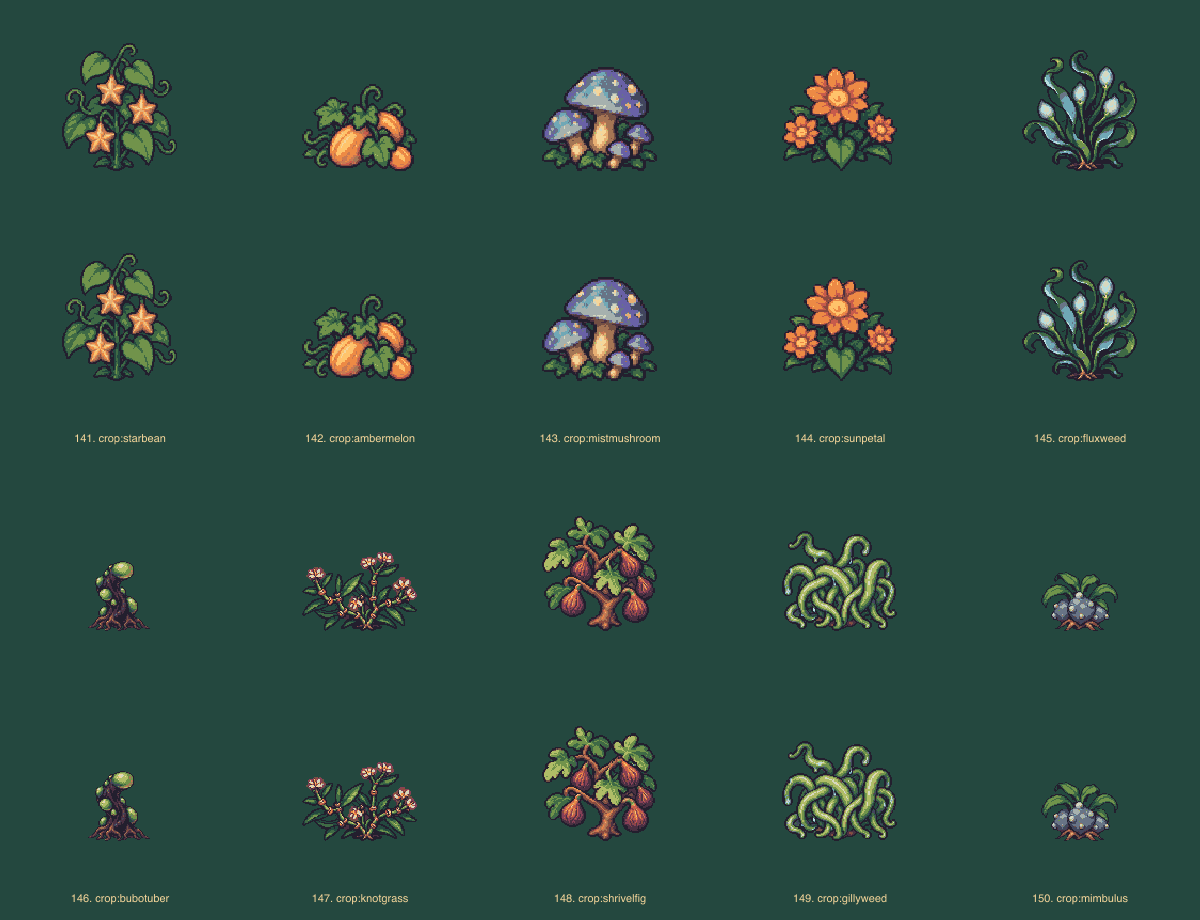 141. crop:starbean
142. crop:ambermelon
143. crop:mistmushroom
144. crop:sunpetal
145. crop:fluxweed
146. crop:bubotuber
147. crop:knotgrass
148. crop:shrivelfig
149. crop:gillyweed
150. crop:mimbulus